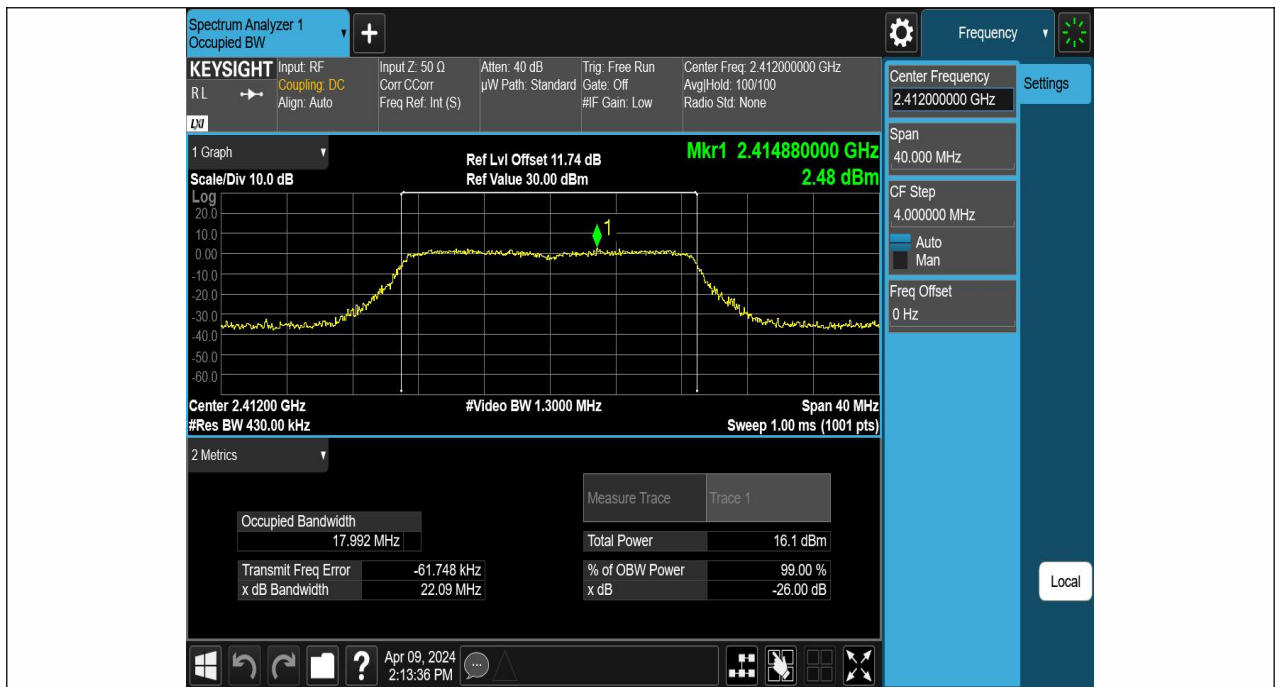 Spectrum Analyzer 1
Occupied BW
+
Frequency
KEYSIGHT
R L
LXI
Input: RF
Coupling: DC
Align: Auto
Input Z: 50 Ω
Corr CCorr
Freq Ref: Int (S)
Atten: 40 dB
µW Path: Standard
Trig: Free Run
Gate: Off
#IF Gain: Low
Center Freq: 2.412000000 GHz
Avg|Hold: 100/100
Radio Std: None
Center Frequency
2.412000000 GHz
Settings
Span
40.000 MHz
CF Step
4.000000 MHz
Auto
Man
Freq Offset
0 Hz
Local
1 Graph
Scale/Div 10.0 dB
Ref Lvl Offset 11.74 dB
Ref Value 30.00 dBm
Mkr1 2.414880000 GHz
2.48 dBm
Log
20.0
10.0
0.00
-10.0
-20.0
-30.0
-40.0
-50.0
-60.0
1
Center 2.41200 GHz
#Video BW 1.3000 MHz
Span 40 MHz
#Res BW 430.00 kHz
Sweep 1.00 ms (1001 pts)
2 Metrics
Measure Trace Trace 1
Occupied Bandwidth
17.992 MHz
Total Power 16.1 dBm
Transmit Freq Error -61.748 kHz
% of OBW Power 99.00 %
x dB Bandwidth 22.09 MHz
x dB -26.00 dB
?
Apr 09, 2024
2:13:36 PM